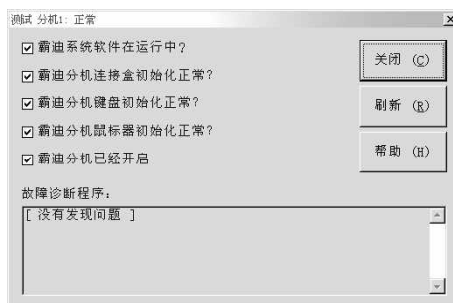 测试 分机1: 正常
霸迪系统软件在运行中?
霸迪分机连接盒初始化正常?
霸迪分机键盘初始化正常?
霸迪分机鼠标器初始化正常?
霸迪分机已经开启
关闭 (C)
刷新 (R)
帮助 (H)
故障诊断程序:
[ 没有发现问题 ]